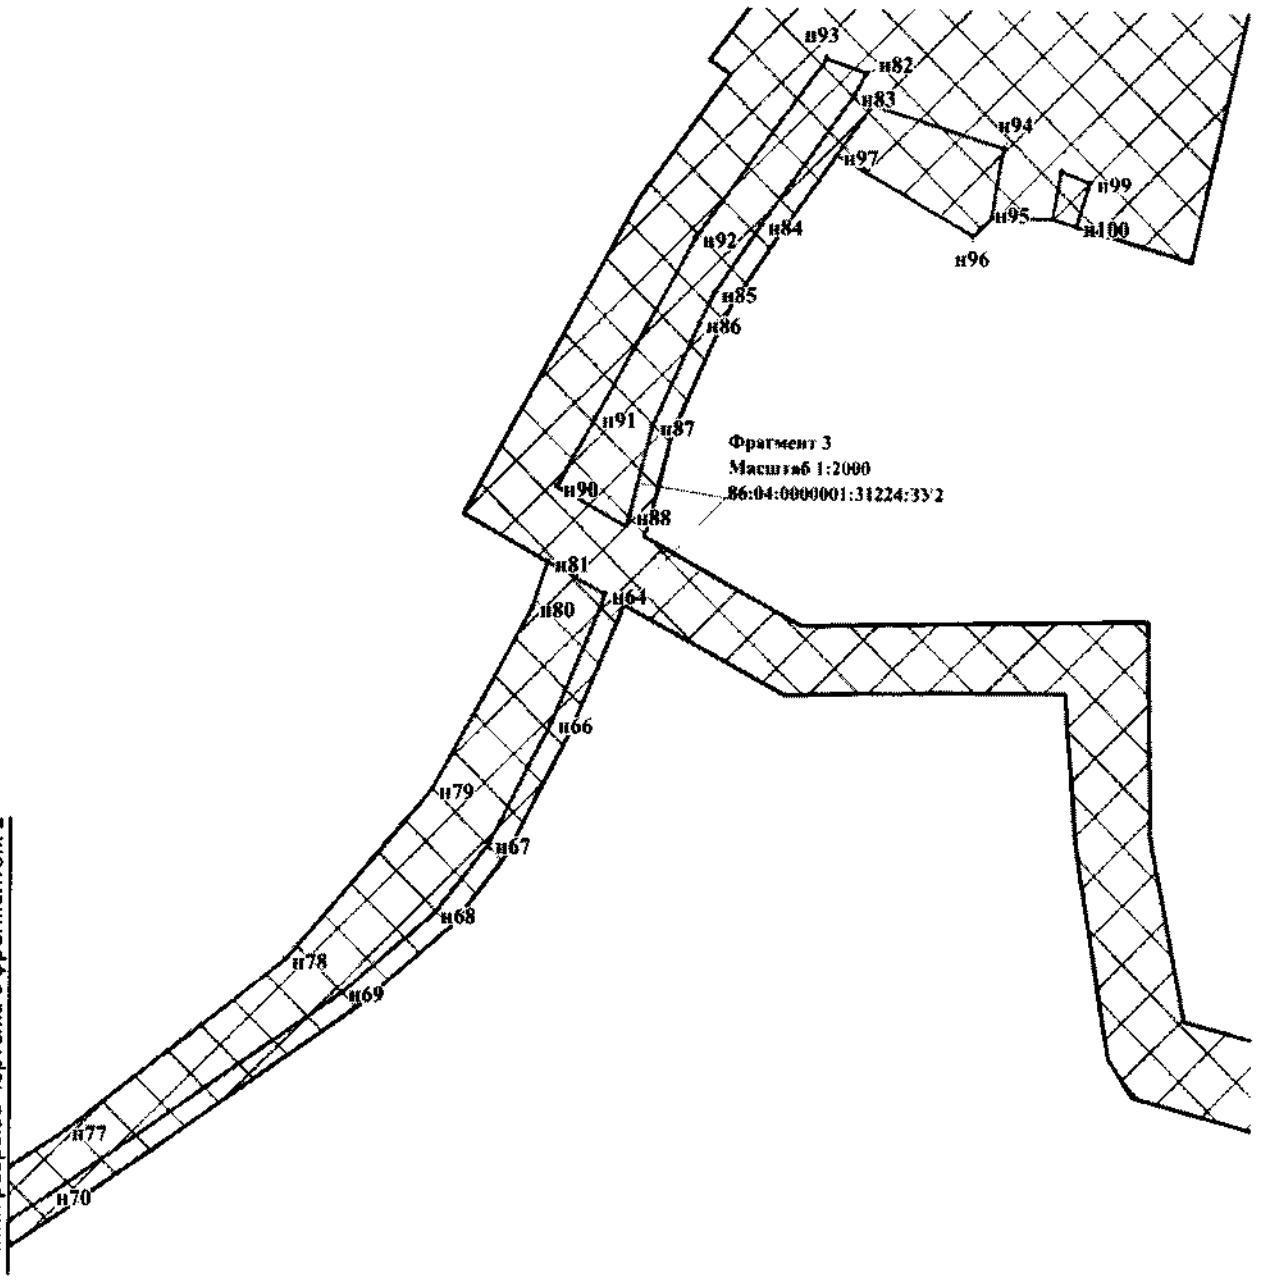 н93
н82
н83
н94
н97
н99
н95
н100
н84
н92
н96
н85
н86
н91
н87
Фрагмент 3
Масштаб 1:2000
86:04:0000001:31224:ЗУ2
н90
н88
н81
н64
н80
н66
н79
н67
н68
н78
н69
н77
н70